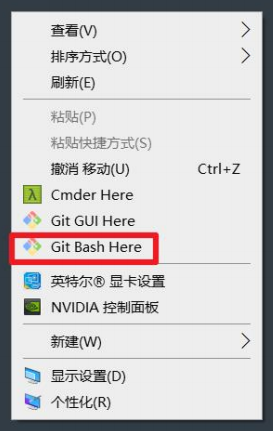 查看(V)
排序方式(O)
刷新(E)
粘贴(P)
粘贴快捷方式(S)
撤消 移动(U) Ctrl+Z
Cmder Here
Git GUI Here
Git Bash Here
英特尔® 显卡设置
NVIDIA 控制面板
新建(W)
显示设置(D)
个性化(R)